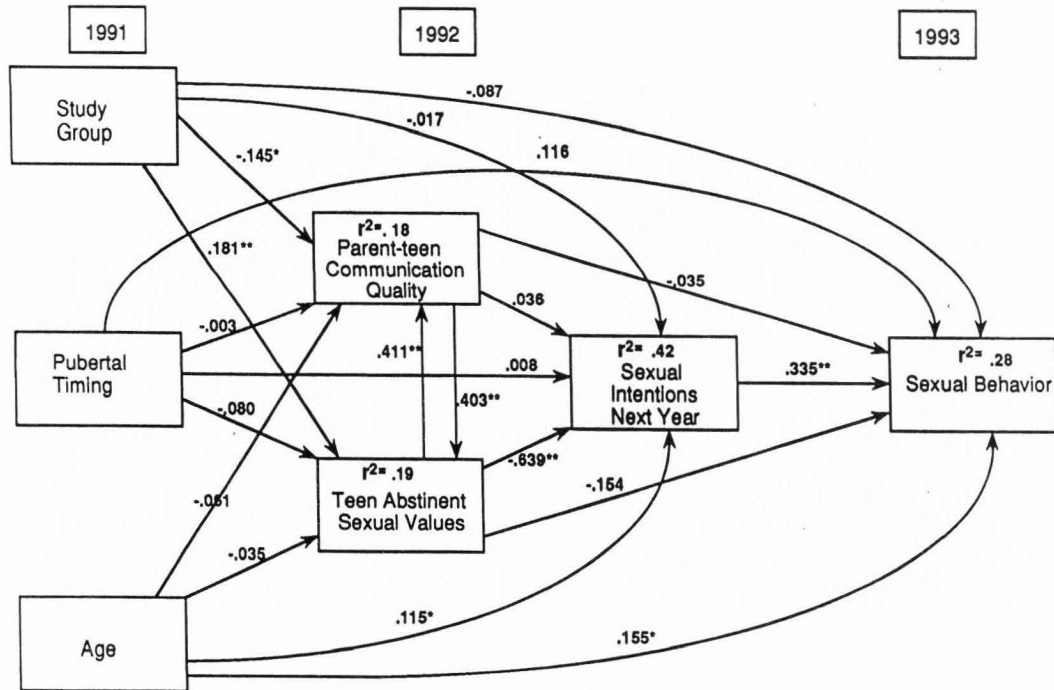 1991
1992
1993
Study
Group
-.087
-.017
-.145*
.116
.181**
r²= .18
Parent-teen
Communication
Quality
-.035
.036
-.003
.411**
.403**
Pubertal
Timing
.008
r²= .42
Sexual
Intentions
Next Year
.335**
r²= .28
Sexual Behavior
-.080
-.639**
r²= .19
Teen Abstinent
Sexual Values
-.154
-.035
Age
.115*
.155*